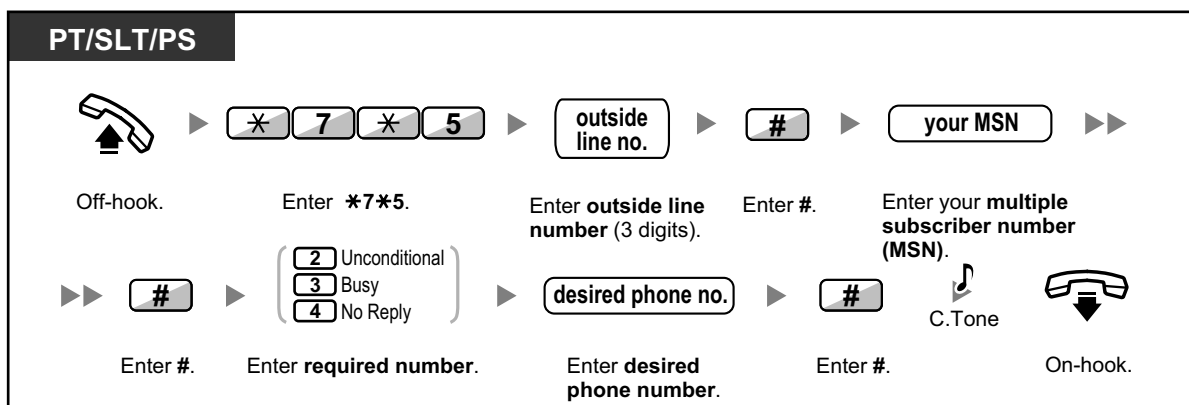 PT/SLT/PS
✳ 7 ✳ 5
outside
line no.
#
your MSN
Off-hook.
Enter ✳7✳5.
Enter outside line
number (3 digits).
Enter #.
Enter your multiple
subscriber number
(MSN).
#
2 Unconditional
3 Busy
4 No Reply
desired phone no.
#
C.Tone
Enter #.
Enter required number.
Enter desired
phone number.
Enter #.
On-hook.